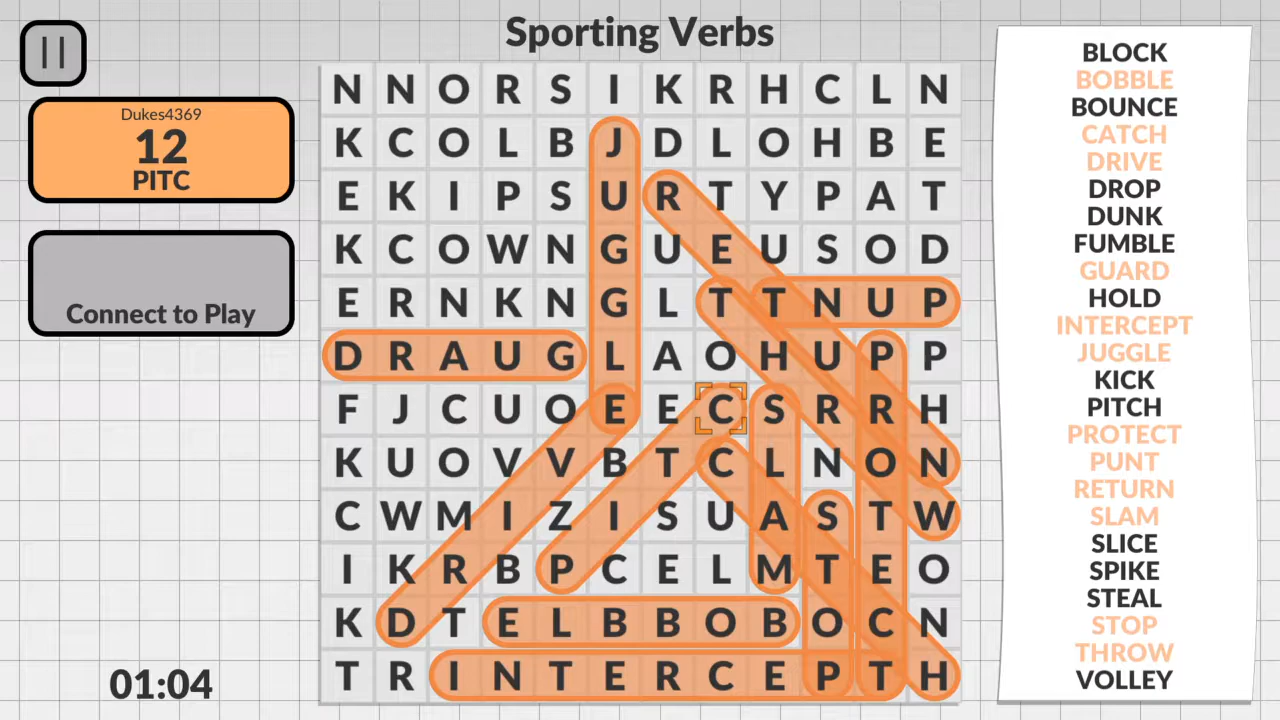 Sporting Verbs
Dukes4369
12
PITC
Connect to Play
01:04
N N O R S I K R H C L N
K C O L B J D L O H B E
E K I P S U R T Y P A T
K C O W N G U E U S O D
E R N K N G L T T N U P
D R A U G L A O H U P P
F J C U O E E C S R R H
K U O V V B T C L N O N
C W M I Z I S U A S T W
I K R B P C E L M T E O
K D T E L B B O B O C N
T R I N T E R C E P T H
BLOCK
BOBBLE
BOUNCE
CATCH
DRIVE
DROP
DUNK
FUMBLE
GUARD
HOLD
INTERCEPT
JUGGLE
KICK
PITCH
PROTECT
PUNT
RETURN
SLAM
SLICE
SPIKE
STEAL
STOP
THROW
VOLLEY